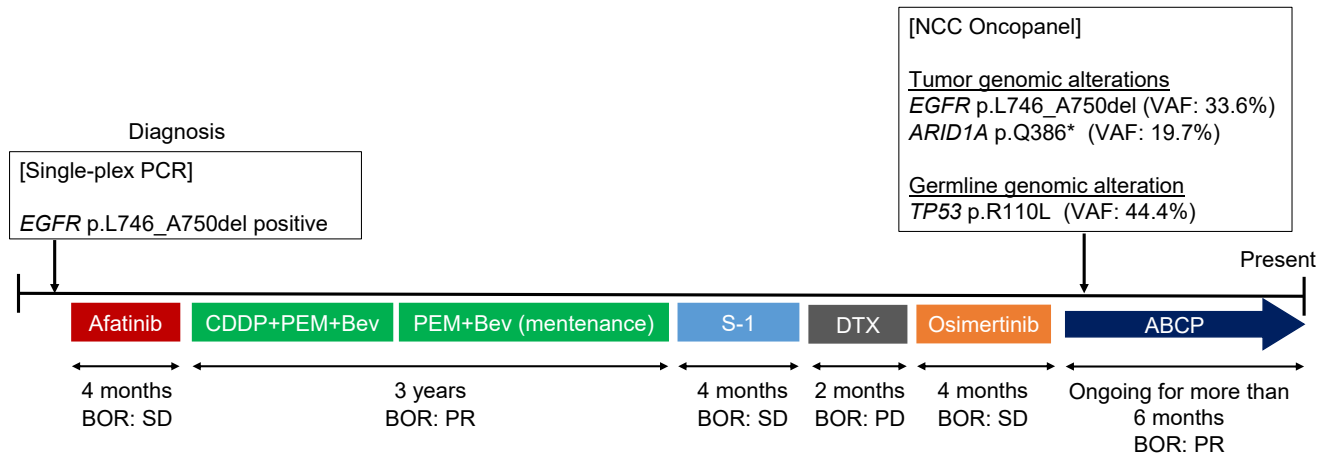 [NCC Oncopanel]
Tumor genomic alterations
EGFR p.L746_A750del (VAF: 33.6%)
ARID1A p.Q386* (VAF: 19.7%)
Germline genomic alteration
TP53 p.R110L (VAF: 44.4%)
Diagnosis
[Single-plex PCR]
EGFR p.L746_A750del positive
Present
Afatinib
CDDP+PEM+Bev
PEM+Bev (mentenance)
S-1
DTX
Osimertinib
ABCP
4 months
BOR: SD
3 years
BOR: PR
4 months
BOR: SD
2 months
BOR: PD
4 months
BOR: SD
Ongoing for more than
6 months
BOR: PR